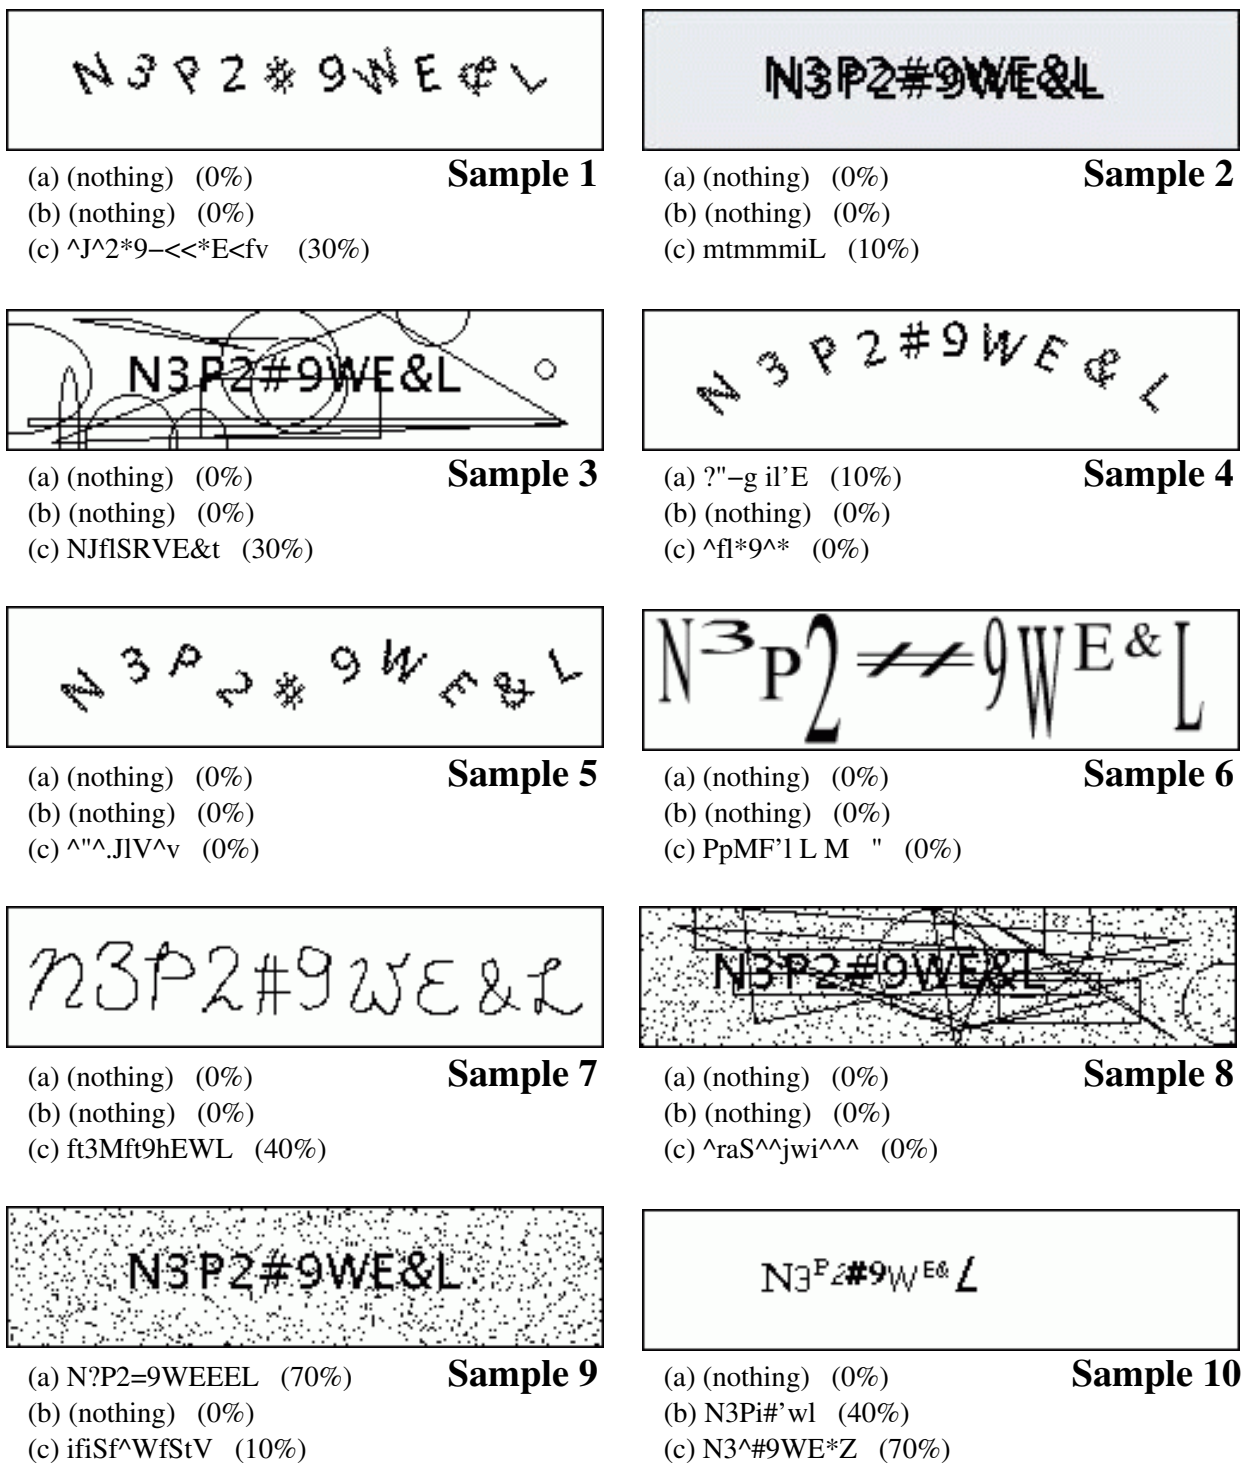 N3P2#9WE&L
(a) (nothing) (0%) Sample 1
(b) (nothing) (0%)
(c) ^J^2*9–<<*E<fv (30%)
N3P2#9WE&L
(a) (nothing) (0%) Sample 2
(b) (nothing) (0%)
(c) mtmmmiL (10%)
N3P2#9WE&L
(a) (nothing) (0%) Sample 3
(b) (nothing) (0%)
(c) NJflSRVE&t (30%)
N3P2#9WE&L
(a) ?"–g il’E (10%) Sample 4
(b) (nothing) (0%)
(c) ^fl*9^* (0%)
N3P2#9WE&L
(a) (nothing) (0%) Sample 5
(b) (nothing) (0%)
(c) ^"^.JlV^v (0%)
N3P2#9WE&L
(a) (nothing) (0%) Sample 6
(b) (nothing) (0%)
(c) PpMF’l L M " (0%)
N3P2#9WE&L
(a) (nothing) (0%) Sample 7
(b) (nothing) (0%)
(c) ft3Mft9hEWL (40%)
N3P2#9WE&L
(a) (nothing) (0%) Sample 8
(b) (nothing) (0%)
(c) ^raS^^jwi^^^ (0%)
N3P2#9WE&L
(a) N?P2=9WEEEL (70%) Sample 9
(b) (nothing) (0%)
(c) ifiSf^WfStV (10%)
N3P2#9WE&L
(a) (nothing) (0%) Sample 10
(b) N3Pi#’wl (40%)
(c) N3^#9WE*Z (70%)